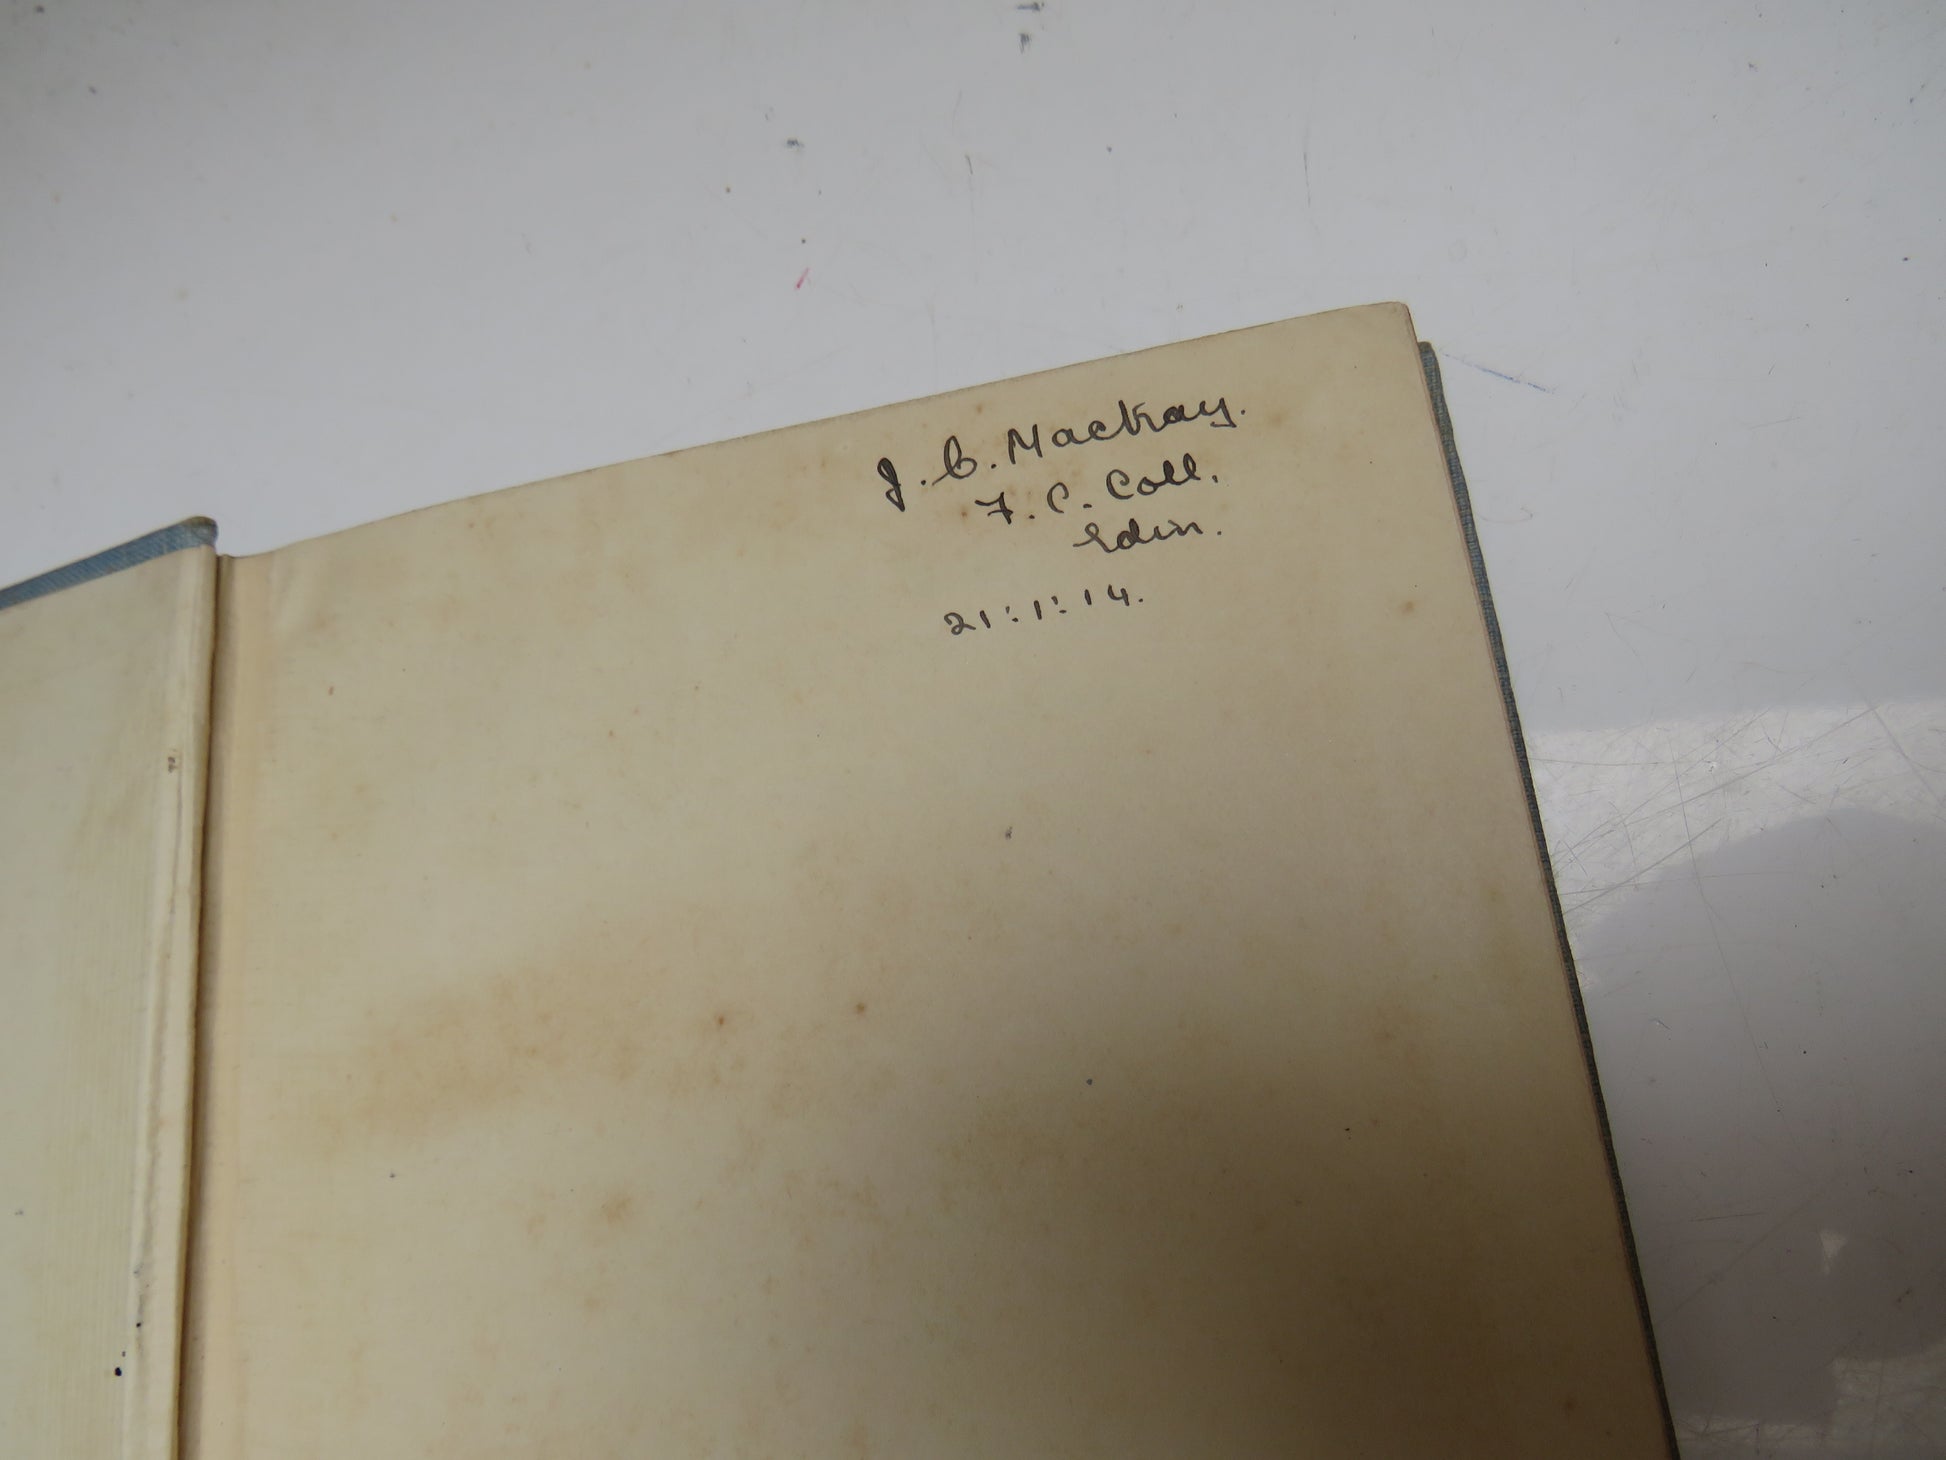 J. C. Mackay.
F. C. Coll.
Edin.
21:1:14.